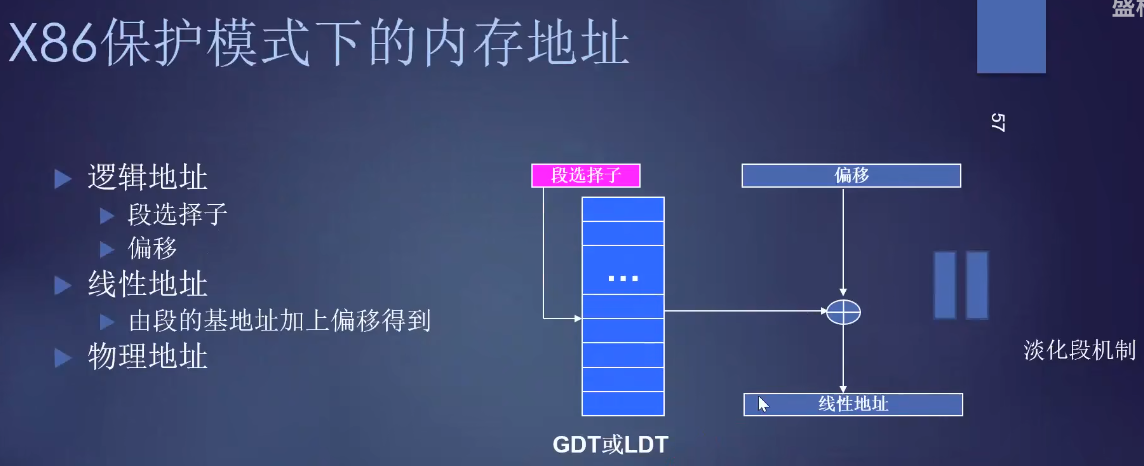 X86保护模式下的内存地址
57
逻辑地址
段选择子
偏移
线性地址
由段的基地址加上偏移得到
物理地址
段选择子
偏移
...
线性地址
GDT或LDT
淡化段机制